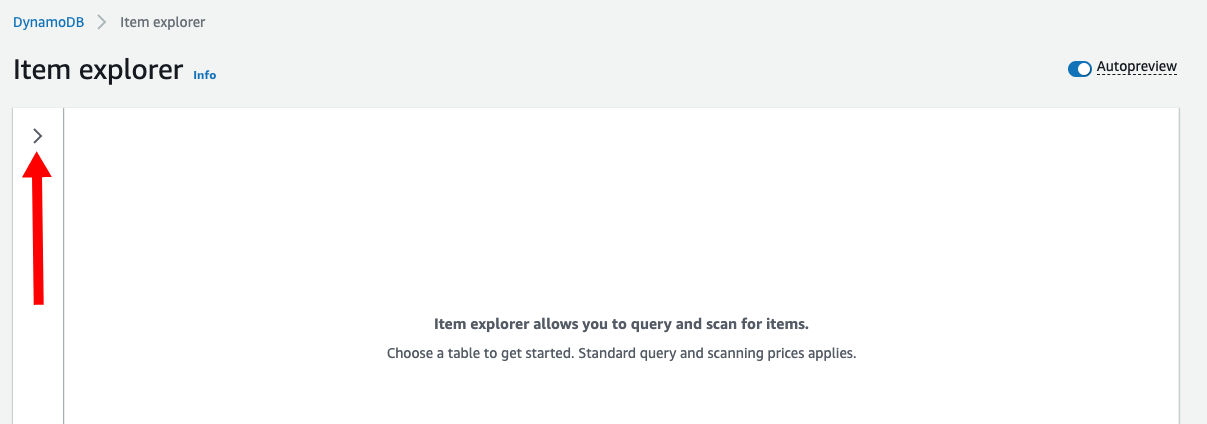 DynamoDB > Item explorer
Item explorer Info
Autopreview
Item explorer allows you to query and scan for items.
Choose a table to get started. Standard query and scanning prices applies.